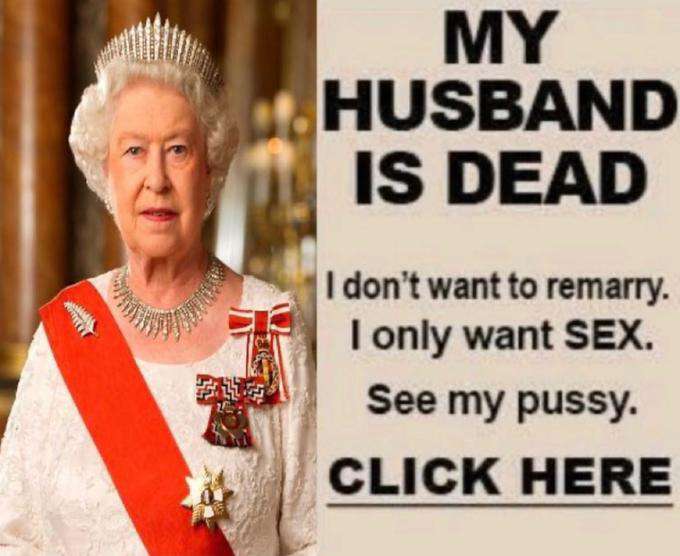 MY
HUSBAND
IS DEAD
I don't want to remarry.
I only want SEX.
See my pussy.
CLICK HERE